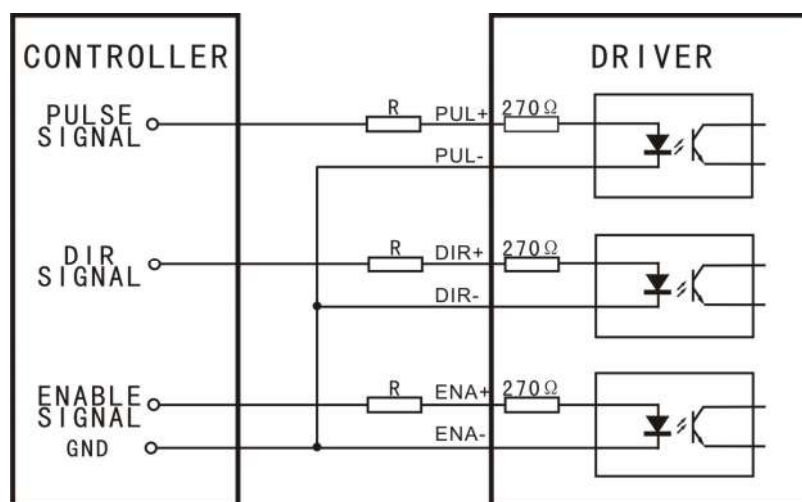 CONTROLLER
DRIVER
PULSE
SIGNAL
R
PUL+
270Ω
PUL-
DIR
SIGNAL
R
DIR+
270Ω
DIR-
ENABLE
SIGNAL
R
ENA+
270Ω
GND
ENA-